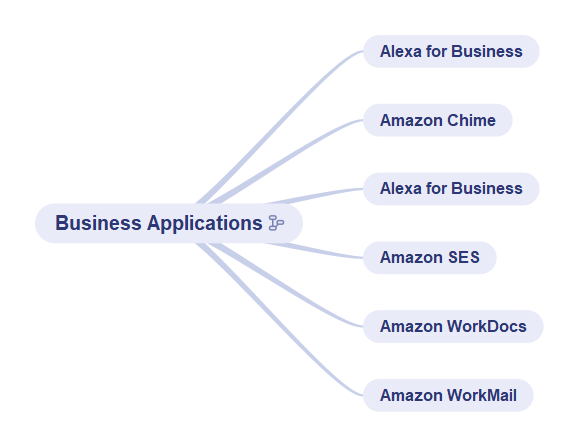 Alexa for Business
Amazon Chime
Alexa for Business
Business Applications
Amazon SES
Amazon WorkDocs
Amazon WorkMail